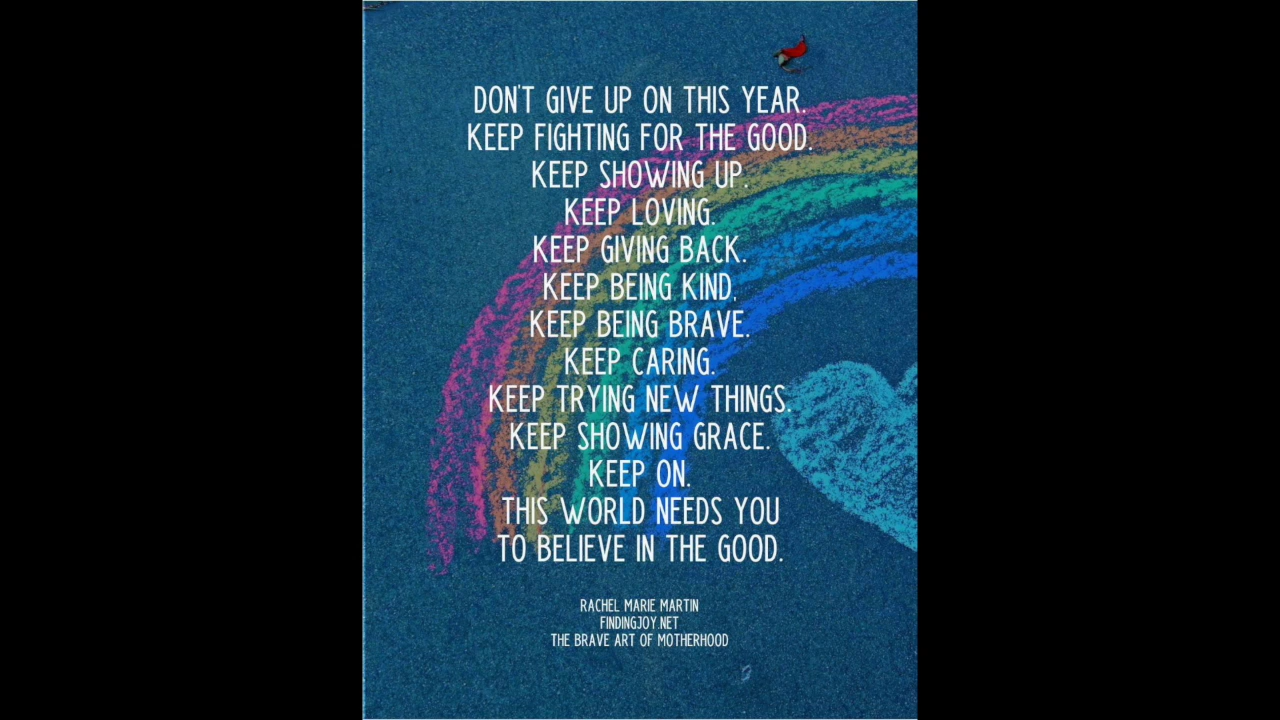 DON'T GIVE UP ON THIS YEAR.
KEEP FIGHTING FOR THE GOOD.
KEEP SHOWING UP.
KEEP LOVING.
KEEP GIVING BACK.
KEEP BEING KIND,
KEEP BEING BRAVE.
KEEP CARING.
KEEP TRYING NEW THINGS.
KEEP SHOWING GRACE.
KEEP ON.
THIS WORLD NEEDS YOU
TO BELIEVE IN THE GOOD.
RACHEL MARIE MARTIN
FINDINGJOY.NET
THE BRAVE ART OF MOTHERHOOD